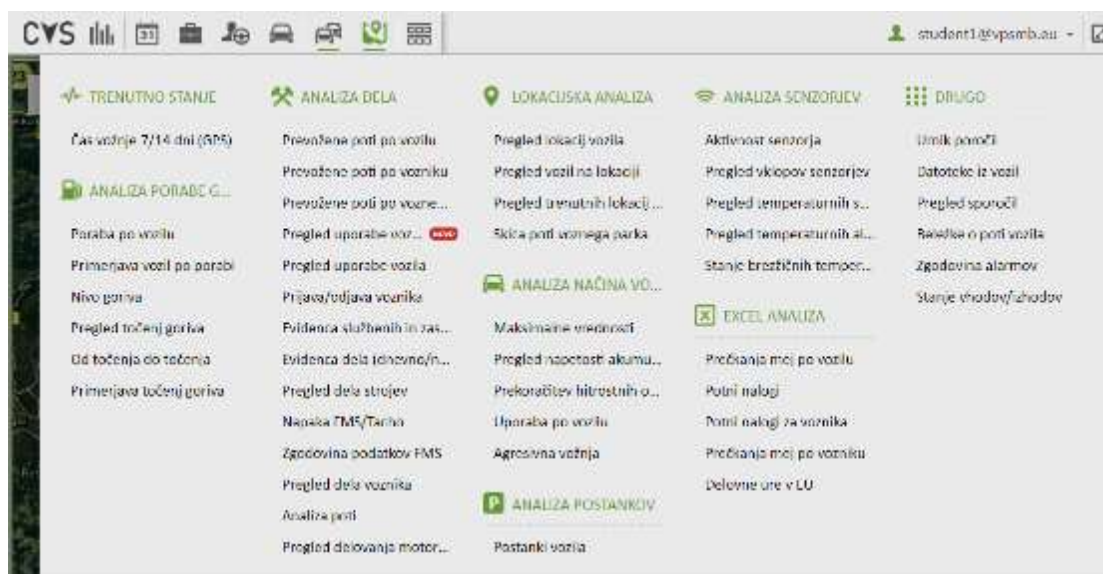 CVS
31
student1@vpsmb.eu
TRENUTNO STANJE
Čas vožnje 7/14 dni (GPS)
ANALIZA PORABE G...
Poraba po vozilu
Primerjava vozil po porabi
Nivo goriva
Pregled točenj goriva
Od točenja do točenja
Primerjava točenj goriva
ANALIZA DELA
Prevožene poti po vozilu
Prevožene poti po vozniku
Prevožene poti po vozne...
Pregled uporabe voz... NOVO
Pregled uporabe vozila
Prijava/odjava voznika
Evidenca službenih in zas...
Evidenca dela (dnevno/n...
Pregled dela strojev
Napaka FMS/Tacho
Zgodovina podatkov FMS
Pregled dela voznika
Analiza poti
Pregled delovanja motor...
LOKACIJSKA ANALIZA
Pregled lokacij vozila
Pregled vozil na lokaciji
Pregled trenutnih lokacij ...
Skica poti voznega parka
ANALIZA NAČINA VO...
Maksimalne vrednosti
Pregled napetosti akumu...
Prekoračitev hitrostnih o...
Uporaba po vozilu
Agresivna vožnja
P ANALIZA POSTANKOV
Postanki vozila
ANALIZA SENZORJEV
Aktivnost senzorja
Pregled vklopov senzorjev
Pregled temperaturnih s...
Pregled temperaturnih al...
Stanje brezžičnih temper...
EXCEL ANALIZA
Prečkanja mej po vozilu
Potni nalogi
Potni nalogi za voznika
Prečkanja mej po vozniku
Delovne ure v EU
DRUGO
Urnik poročil
Datoteke iz vozil
Pregled sporočil
Beležke o poti vozila
Zgodovina alarmov
Stanje vhodov/izhodov